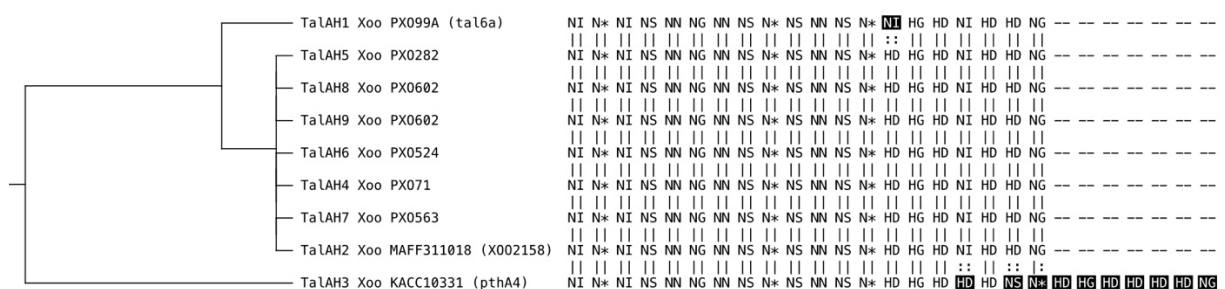 TalAH1 Xoo PXO99A (tal6a) NI N* NI NS NN NG NN NS N* NS NN NS N* NI HG HD NI HD HD NG -- -- -- -- -- -- --
TalAH5 Xoo PXO282 NI N* NI NS NN NG NN NS N* NS NN NS N* HD HG HD NI HD HD NG -- -- -- -- -- -- --
TalAH8 Xoo PXO602 NI N* NI NS NN NG NN NS N* NS NN NS N* HD HG HD NI HD HD NG -- -- -- -- -- -- --
TalAH9 Xoo PXO602 NI N* NI NS NN NG NN NS N* NS NN NS N* HD HG HD NI HD HD NG -- -- -- -- -- -- --
TalAH6 Xoo PXO524 NI N* NI NS NN NG NN NS N* NS NN NS N* HD HG HD NI HD HD NG -- -- -- -- -- -- --
TalAH4 Xoo PXO71 NI N* NI NS NN NG NN NS N* NS NN NS N* HD HG HD NI HD HD NG -- -- -- -- -- -- --
TalAH7 Xoo PXO563 NI N* NI NS NN NG NN NS N* NS NN NS N* HD HG HD NI HD HD NG -- -- -- -- -- -- --
TalAH2 Xoo MAFF311018 (XOO2158) NI N* NI NS NN NG NN NS N* NS NN NS N* HD HG HD NI HD HD NG -- -- -- -- -- -- --
TalAH3 Xoo KACC10331 (pthA4) NI N* NI NS NN NG NN NS N* NS NN NS N* HD HG HD HD HD NS N* HD HG HD HD HD HD NG